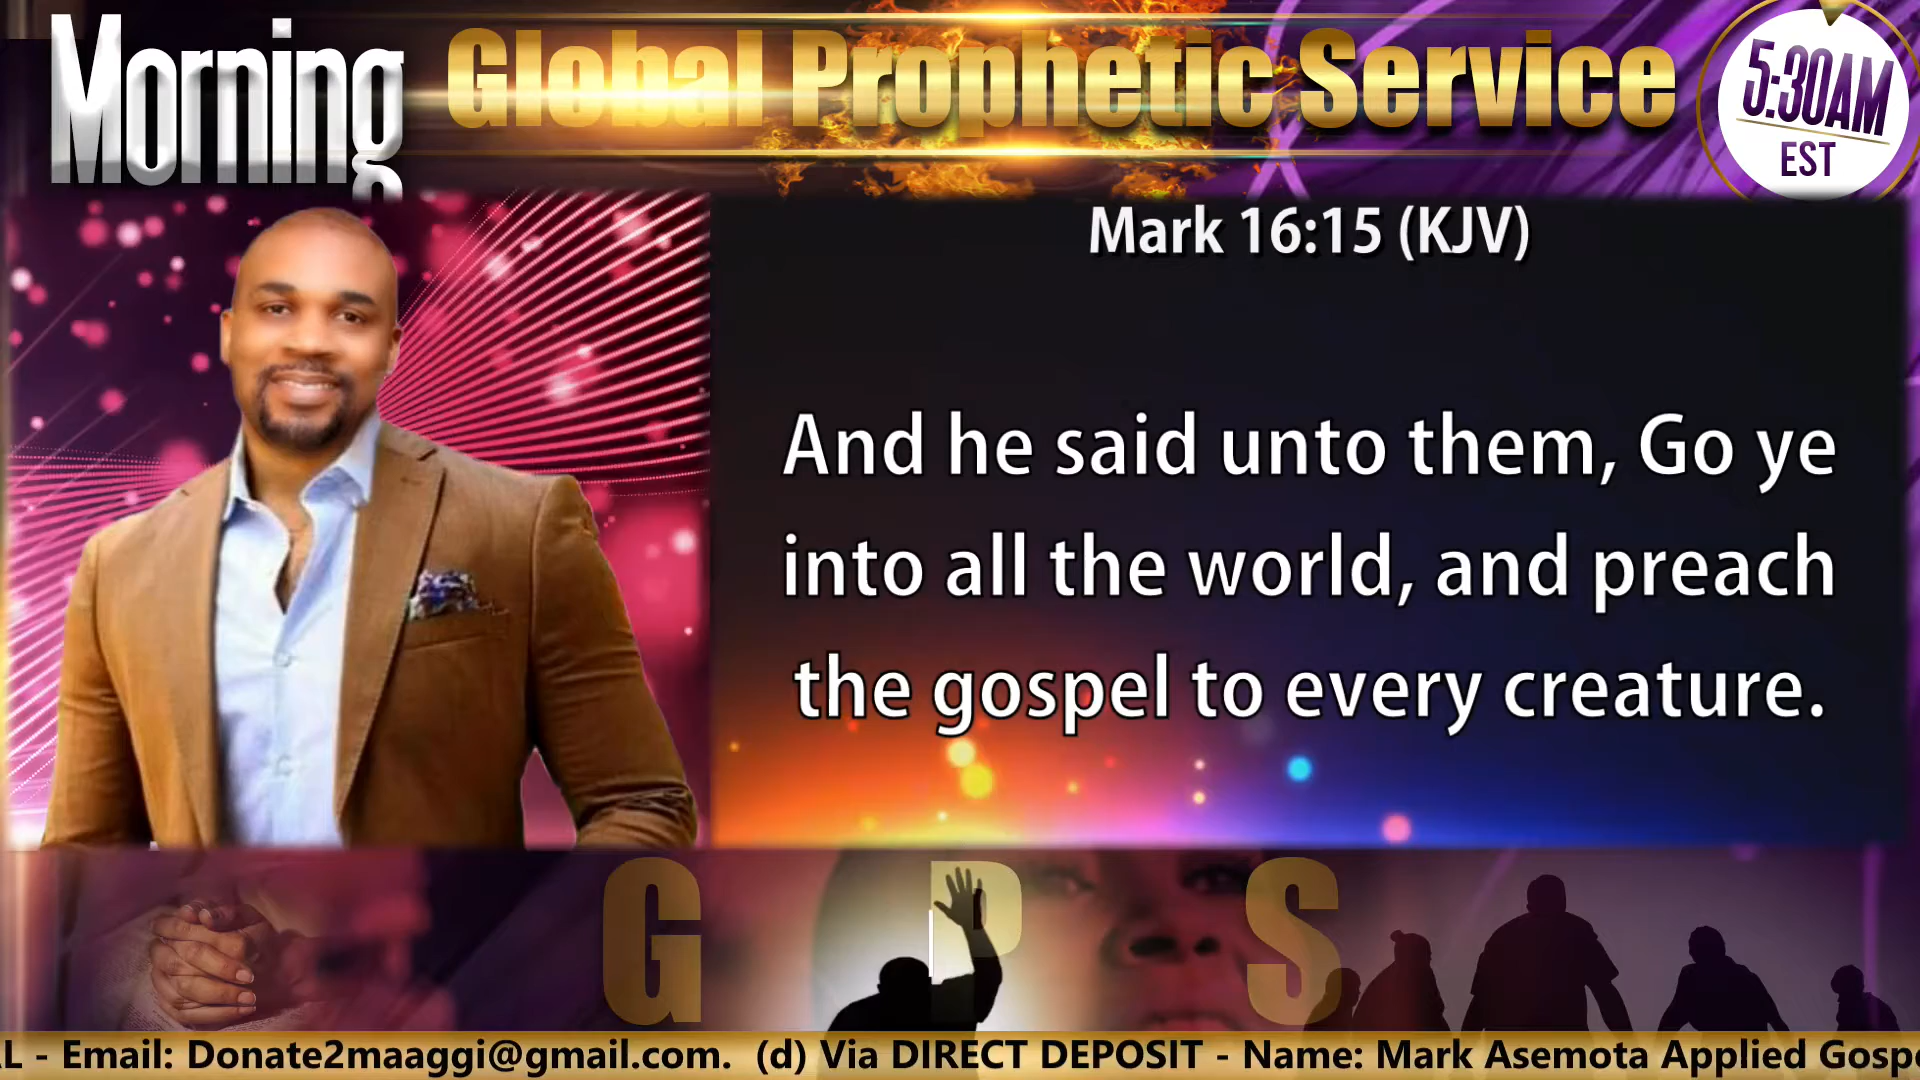 Morning
Global Prophetic Service
5:30AM
EST
Mark 16:15 (KJV)
And he said unto them, Go ye
into all the world, and preach
the gospel to every creature.
G P S
- Email: Donate2maaggi@gmail.com. (d) Via DIRECT DEPOSIT - Name: Mark Asemota Applied